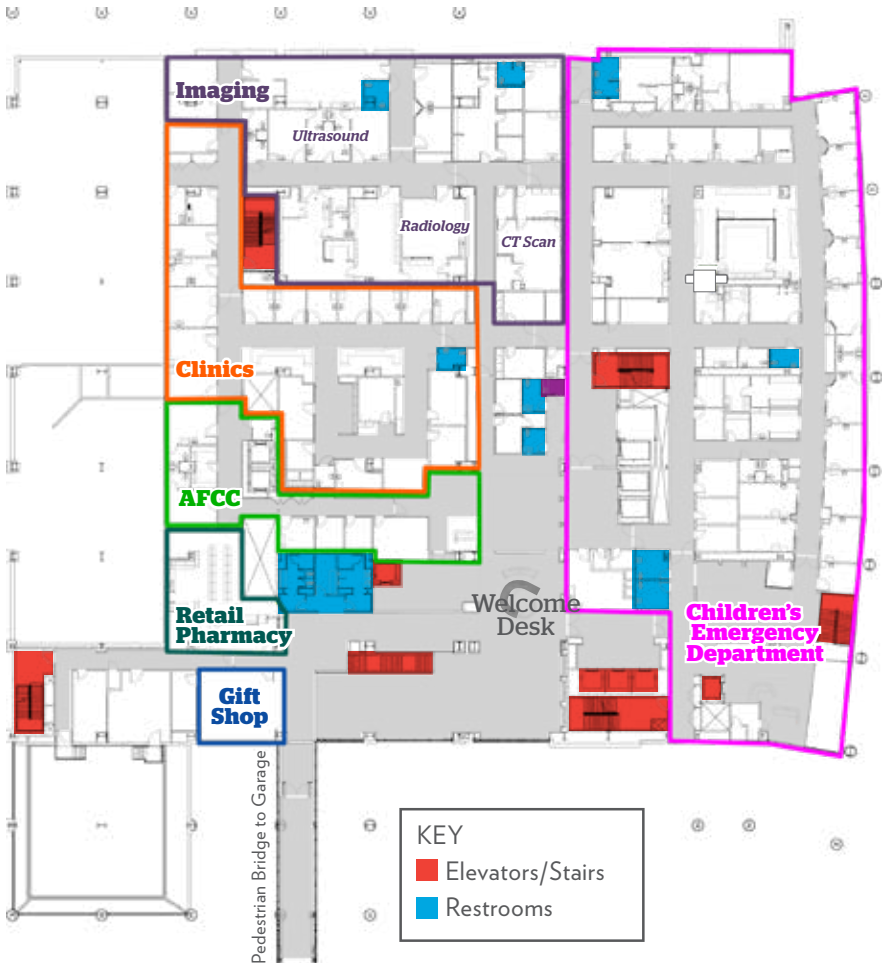 Imaging
Ultrasound
Radiology
CT Scan
Clinics
AFCC
Retail
Pharmacy
Welcome
Desk
Children's
Emergency
Department
Gift
Shop
Pedestrian Bridge to Garage
KEY
Elevators/Stairs
Restrooms